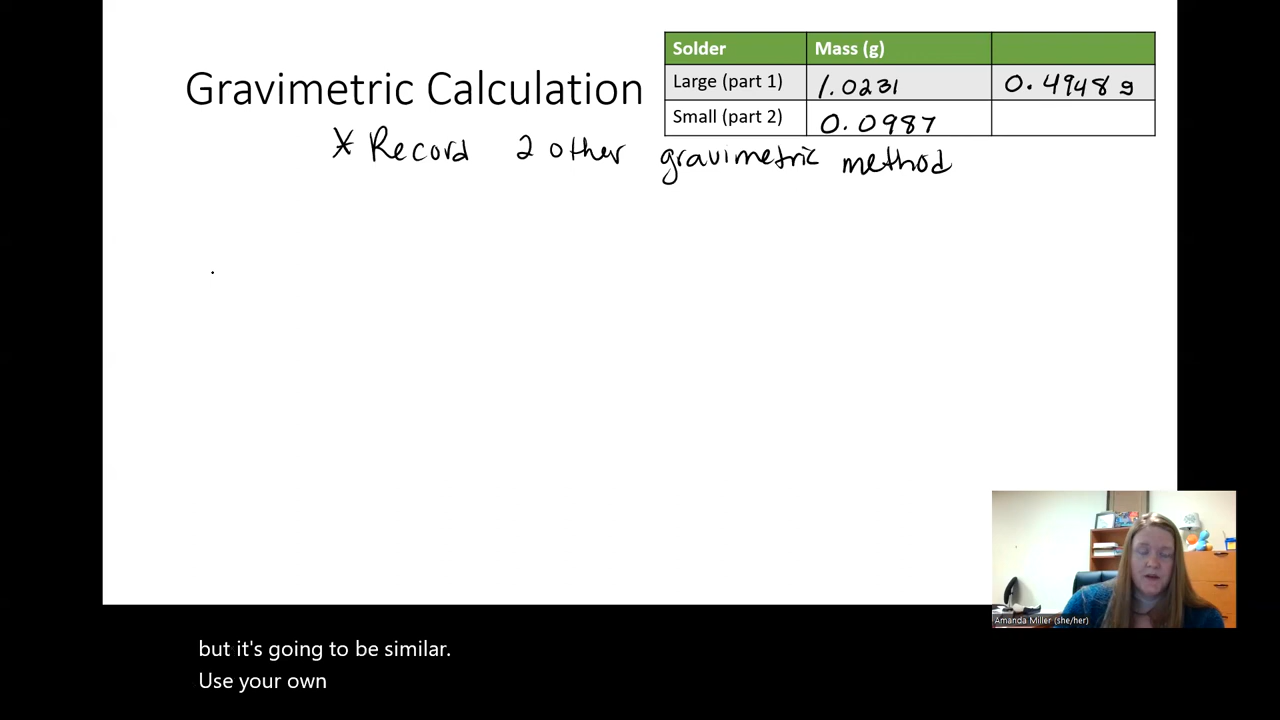 Gravimetric Calculation
Solder Mass (g)
Large (part 1) 1.0231 0.4948 g
Small (part 2) 0.0987
* Record 2 other gravimetric method
Amanda Miller (she/her)
but it's going to be similar.
Use your own